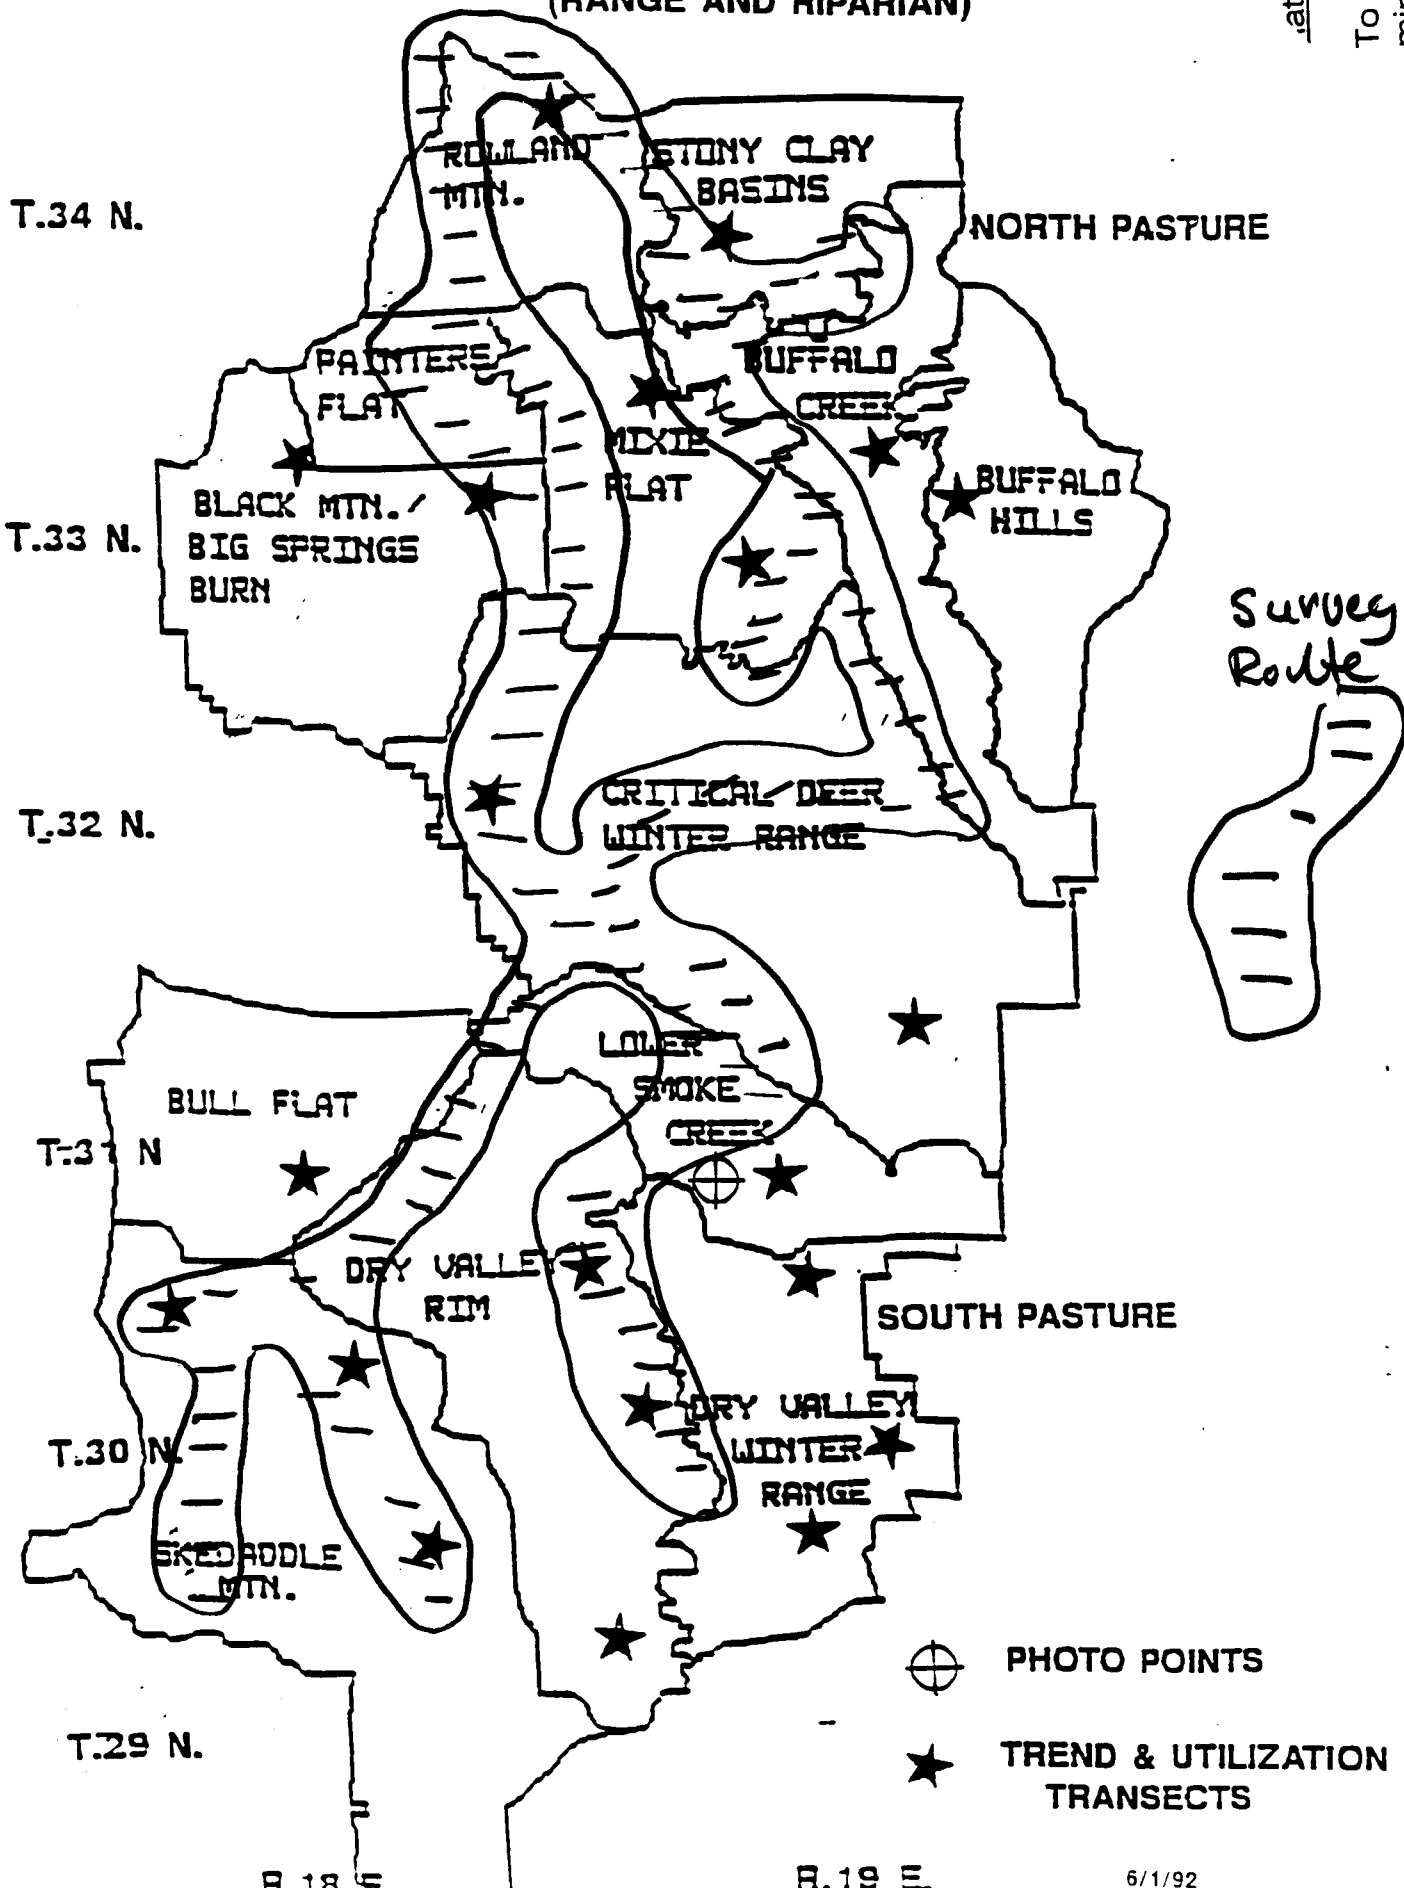 (RANGE AND RIPARIAN)
To
ROWLAND
MTN.
STONY CLAY
BASINS
T.34 N.
NORTH PASTURE
PAINTERS
FLAT
BUFFALO
CREEK
MIXIE
FLAT
BUFFALO
HILLS
BLACK MTN./
BIG SPRINGS
BURN
T.33 N.
Survey
Route
CRITICAL DEER
WINTER RANGE
T.32 N.
LOWER
SMOKE
CREEK
BULL FLAT
T.31 N
DRY VALLEY
RIM
SOUTH PASTURE
DRY VALLEY
WINTER
RANGE
T.30 N.
SKEDADDLE
MTN.
PHOTO POINTS
T.29 N.
TREND & UTILIZATION
TRANSECTS
R.18 E
R.19 E.
6/1/92